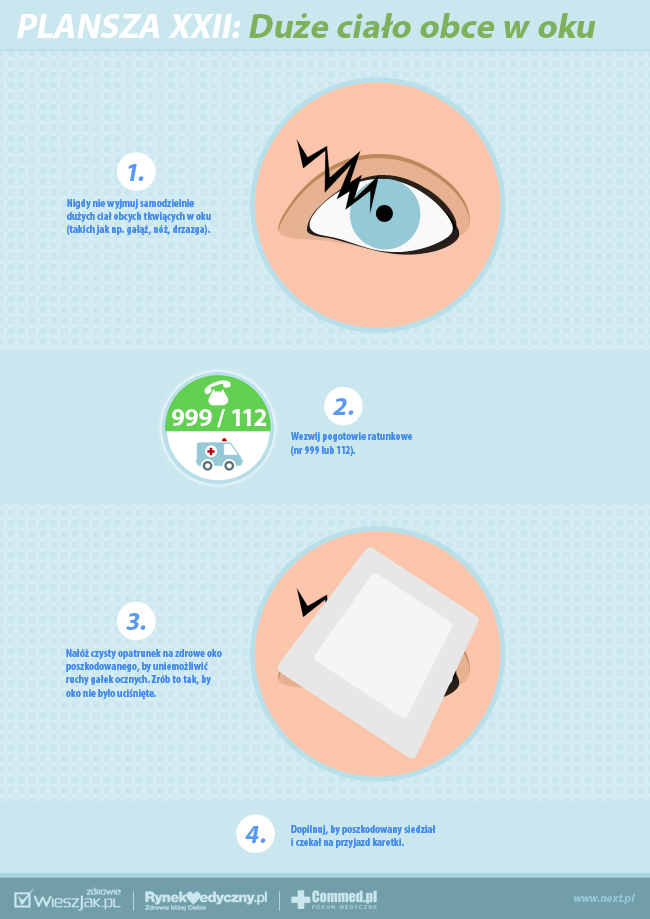 PLANSZA XXII: Duże ciało obce w oku
1.
Nigdy nie wyjmuj samodzielnie
dużych ciał obcych tkwiących w oku
(takich jak np. gałąź, nóż, drzazga).
999 / 112
2.
Wezwij pogotowie ratunkowe
(nr 999 lub 112).
3.
Nałóż czysty opatrunek na zdrowe oko
poszkodowanego, by uniemożliwić
ruchy gałek ocznych. Zrób to tak, by
oko nie było uciśnięte.
4.
Dopilnuj, by poszkodowany siedział
i czekał na przyjazd karetki.
ZDROWIE
WIESZJAK.PL
RynekMedyczny.pl
Zdrowie bliżej Ciebie
Commed.pl
FORUM MEDYCZNE
www.next.pl